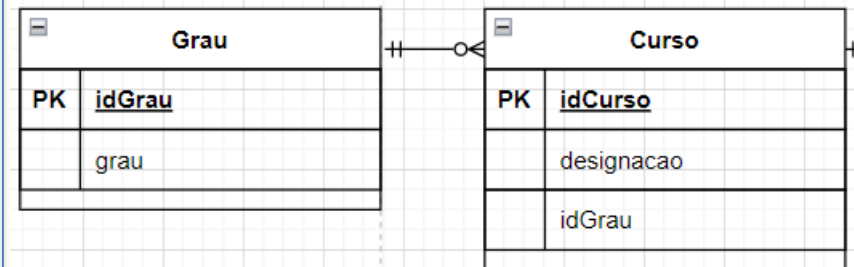 Grau
PK idGrau
grau
Curso
PK idCurso
designacao
idGrau